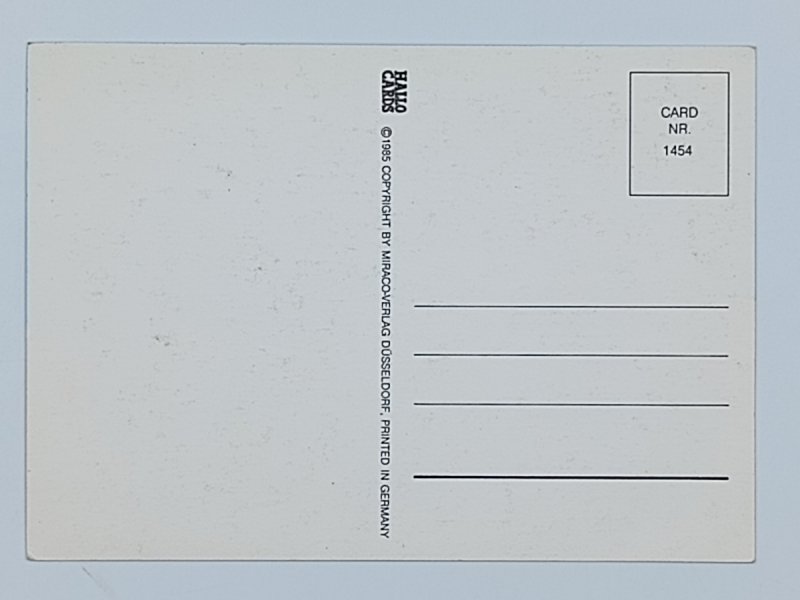 HALLO
CARDS
©1985 COPYRIGHT BY MIRACO-VERLAG DÜSSELDORF, PRINTED IN GERMANY
CARD
NR.
1454